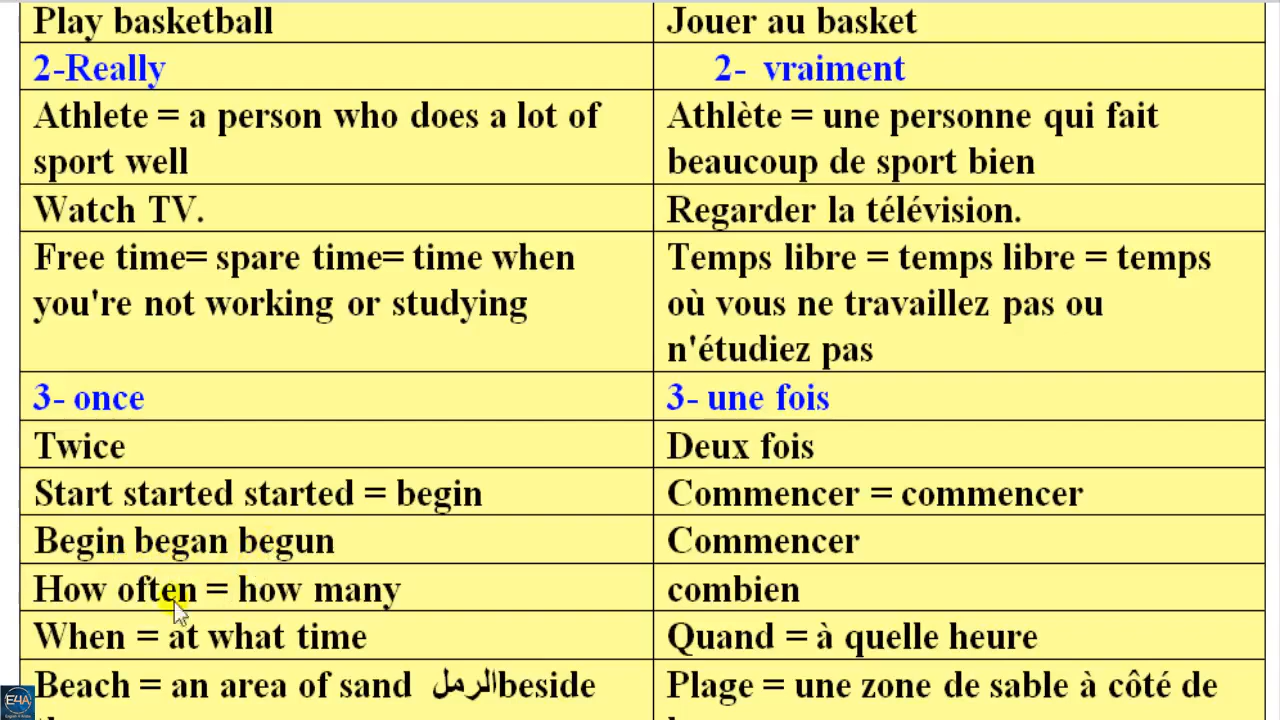 Play basketball
Jouer au basket
2-Really
2- vraiment
Athlete = a person who does a lot of
sport well
Athlète = une personne qui fait
beaucoup de sport bien
Watch TV.
Regarder la télévision.
Free time= spare time= time when
you're not working or studying
Temps libre = temps libre = temps
où vous ne travaillez pas ou
n'étudiez pas
3- once
3- une fois
Twice
Deux fois
Start started started = begin
Commencer = commencer
Begin began begun
Commencer
How often = how many
combien
When = at what time
Quand = à quelle heure
Beach = an area of sand الرمل beside
Plage = une zone de sable à côté de
E4A